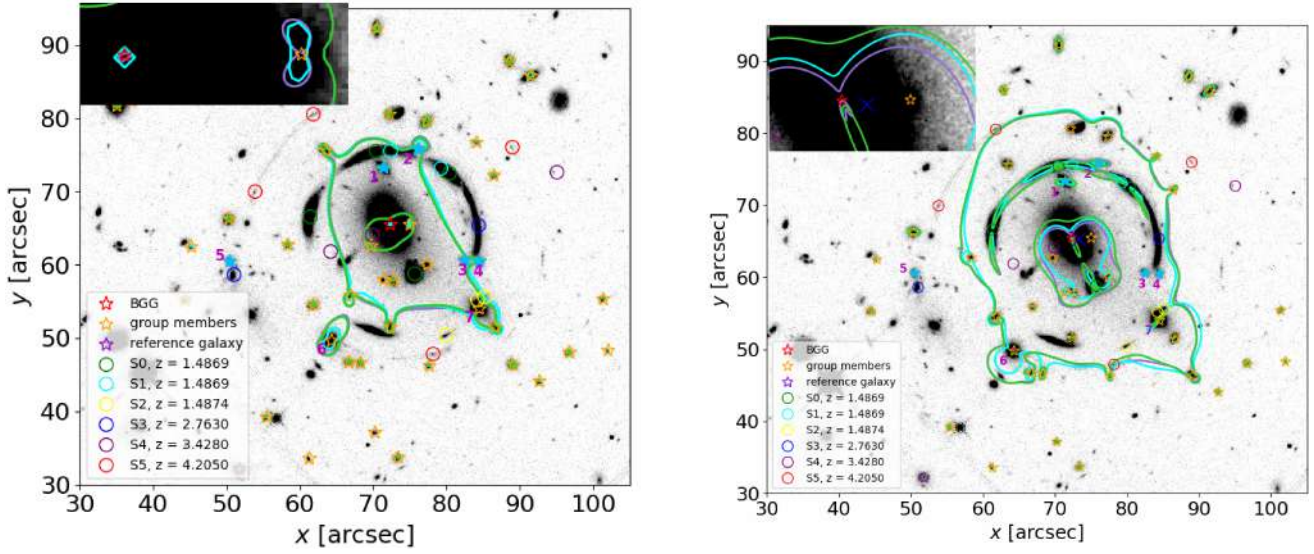 90
80
70
60
50
40
30
y [arcsec]
1
2
3 4
5
6
7
BGG
group members
reference galaxy
S0, z = 1.4869
S1, z = 1.4869
S2, z = 1.4874
S3, z = 2.7630
S4, z = 3.4280
S5, z = 4.2050
30 40 50 60 70 80 90 100
x [arcsec]
90
80
70
60
50
40
30
y [arcsec]
2
1
5
3 4
7
6
BGG
group members
reference galaxy
S0, z = 1.4869
S1, z = 1.4869
S2, z = 1.4874
S3, z = 2.7630
S4, z = 3.4280
S5, z = 4.2050
30 40 50 60 70 80 90 100
x [arcsec]